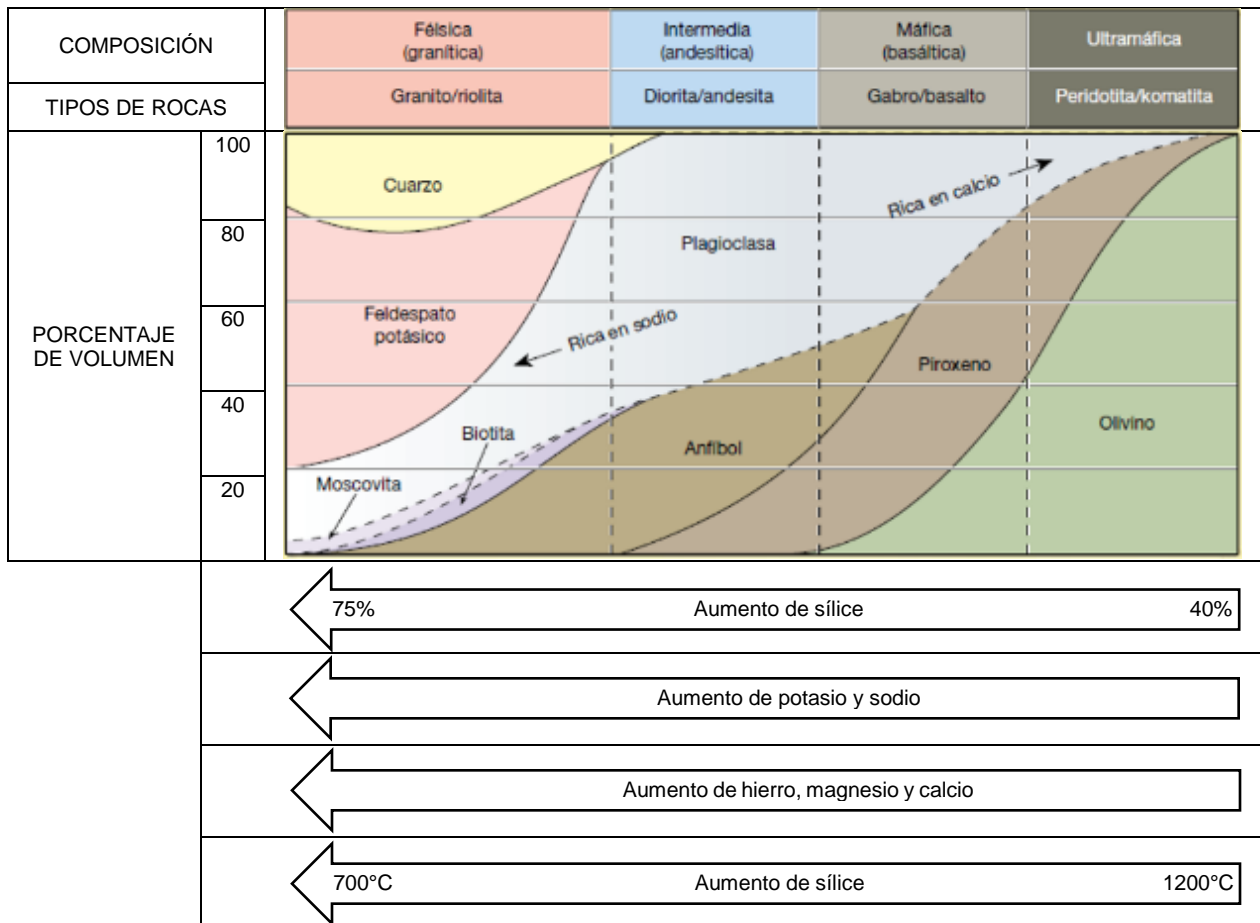 COMPOSICIÓN
Félsica
(granítica)
Intermedia
(andesítica)
Máfica
(basáltica)
Ultramáfica
TIPOS DE ROCAS
Granito/riolita
Diorita/andesita
Gabro/basalto
Peridotita/komatita
PORCENTAJE
DE VOLUMEN
100
80
60
40
20
Cuarzo
Feldespato
potásico
Rica en sodio
Plagioclasa
Rica en calcio
Moscovita
Biotita
Anfíbol
Piroxeno
Olivino
75% Aumento de sílice 40%
Aumento de potasio y sodio
Aumento de hierro, magnesio y calcio
700°C Aumento de sílice 1200°C